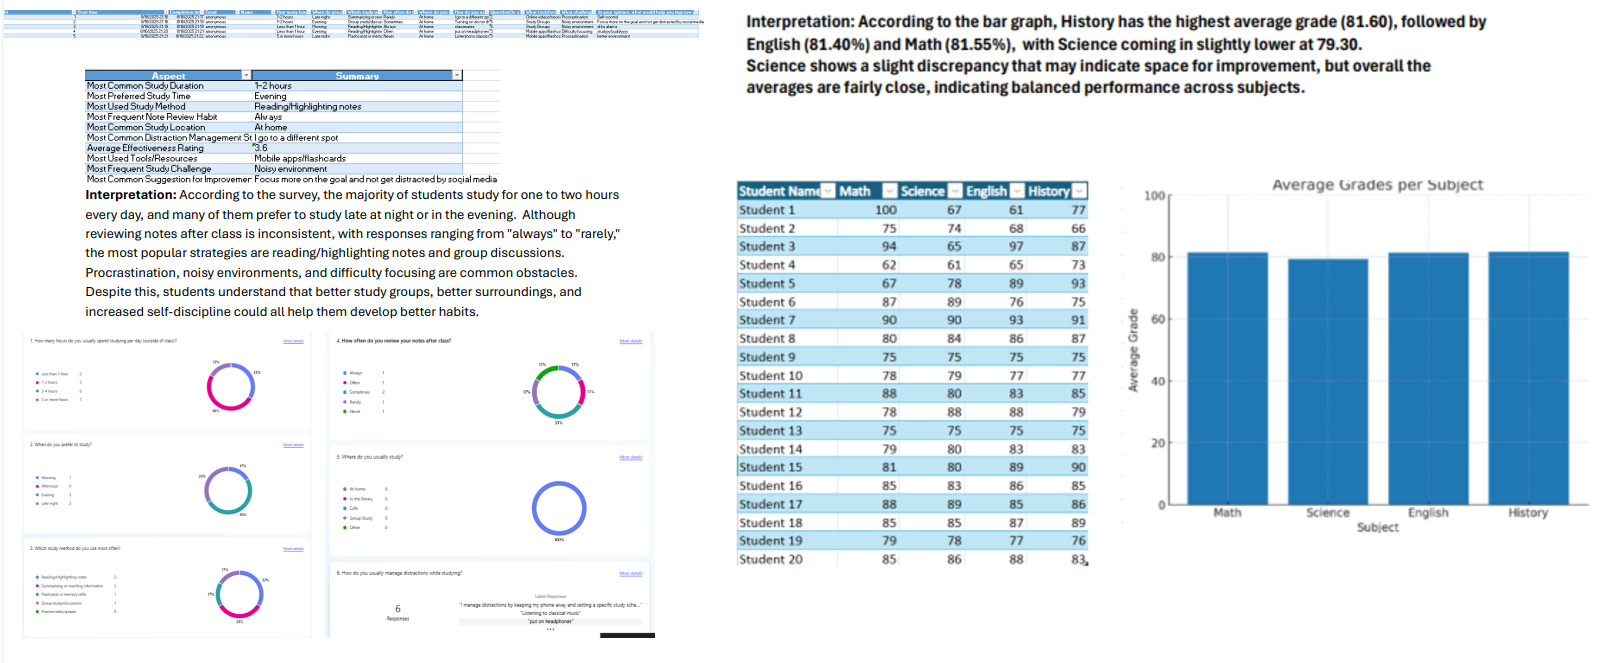 Start time Completion time Email Name
anonymous
Aspect Summary
Most Common Study Duration 1-2 hours
Most Preferred Study Time Evening
Most Used Study Method Reading/Highlighting notes
Most Frequent Note Review Habit Always
Most Common Study Location At home
Most Common Distraction Management St I go to a different spot
Average Effectiveness Rating 3.6
Most Used Tools/Resources Mobile apps/flashcards
Most Frequent Study Challenge Noisy environment
Most Common Suggestion for Improvemer Focus more on the goal and not get distracted by social media
Interpretation: According to the survey, the majority of students study for one to two hours
every day, and many of them prefer to study late at night or in the evening. Although
reviewing notes after class is inconsistent, with responses ranging from "always" to "rarely,"
the most popular strategies are reading/highlighting notes and group discussions.
Procrastination, noisy environments, and difficulty focusing are common obstacles.
Despite this, students understand that better study groups, better surroundings, and
increased self-discipline could all help them develop better habits.
1. How many hours do you usually spend studying per day (outside of class)?
More details
Less than 1 hour 2
1-2 hours 3
3-4 hours 0
5 or more hours 1
17%
33%
50%
2. When do you prefer to study?
More details
Morning 1
Afternoon 0
Evening 3
Late night 2
17%
33%
50%
3. Which study method do you use most often?
More details
Reading/highlighting notes 2
Summarizing or rewriting information 2
Flashcards or memory drills 1
Group study/discussions 1
Practice tests/quizzes 0
17%
33%
17%
33%
4. How often do you review your notes after class?
More details
Always 1
Often 1
Sometimes 2
Rarely 1
Never 1
17%
17%
17%
17%
33%
5. Where do you usually study?
More details
At home 6
In the library 0
Cafe 0
Group Study 0
Other 0
100%
6. How do you usually manage distractions while studying?
More details
6
Responses
Latest Responses
"I manage distractions by keeping my phone away and setting a specific study sche..."
"Listening to classical music"
"put on headphones"
...
Interpretation: According to the bar graph, History has the highest average grade (81.60), followed by
English (81.40%) and Math (81.55%), with Science coming in slightly lower at 79.30.
Science shows a slight discrepancy that may indicate space for improvement, but overall the
averages are fairly close, indicating balanced performance across subjects.
Student Name Math Science English History
Student 1 100 67 61 77
Student 2 75 74 68 66
Student 3 94 65 97 87
Student 4 62 61 65 73
Student 5 67 78 89 93
Student 6 87 89 76 75
Student 7 90 90 93 91
Student 8 80 84 86 87
Student 9 75 75 75 75
Student 10 78 79 77 77
Student 11 88 80 83 85
Student 12 78 88 88 79
Student 13 75 75 75 75
Student 14 79 80 83 83
Student 15 81 80 89 90
Student 16 85 83 86 85
Student 17 88 89 85 86
Student 18 85 85 87 89
Student 19 79 78 77 76
Student 20 85 86 88 83
Average Grades per Subject
100
80
60
40
20
0
Average Grade
Math Science English History
Subject